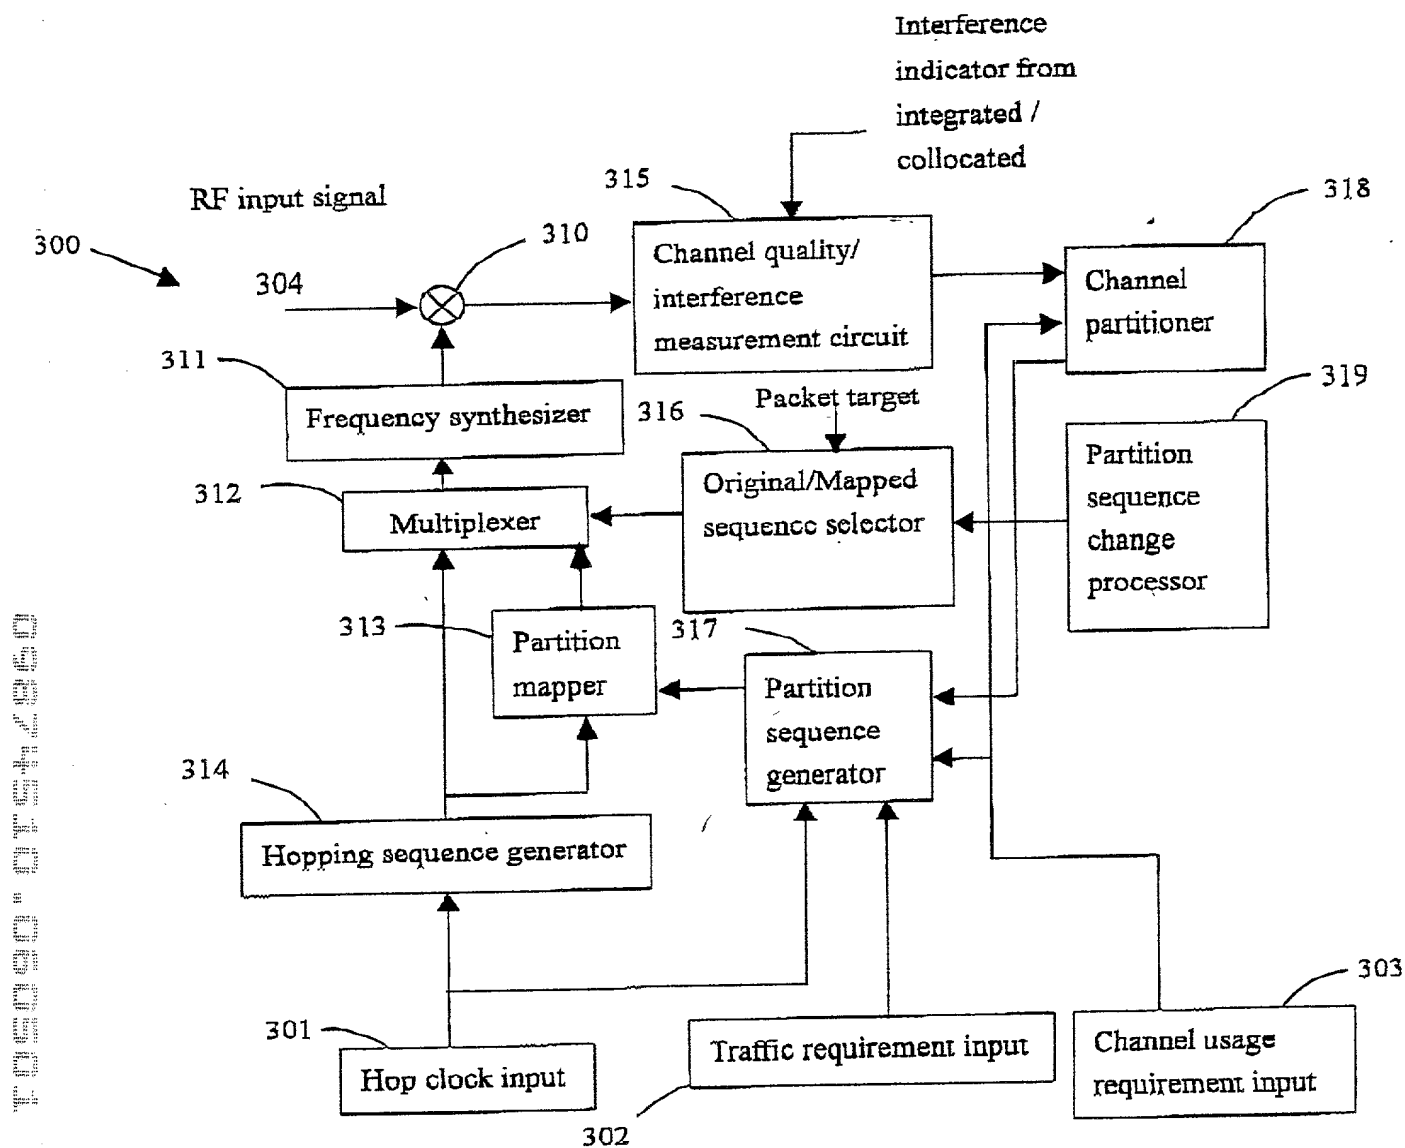 Interference
indicator from
integrated /
collocated
315
318
RF input signal
310
300
Channel quality/
interference
measurement circuit
Channel
partitioner
304
311
319
Packet target
316
Frequency synthesizer
Partition
sequence
change
processor
312
Original/Mapped
sequence selector
Multiplexer
313
317
Partition
mapper
Partition
sequence
generator
314
Hopping sequence generator
303
301
Traffic requirement input
Channel usage
requirement input
Hop clock input
302